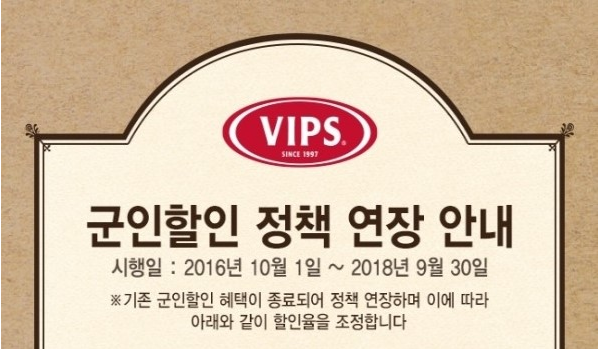 VIPS®
SINCE 1997
군인할인 정책 연장 안내
시행일 : 2016년 10월 1일 ~ 2018년 9월 30일
※기존 군인할인 혜택이 종료되어 정책 연장하며 이에 따라
아래와 같이 할인율을 조정합니다